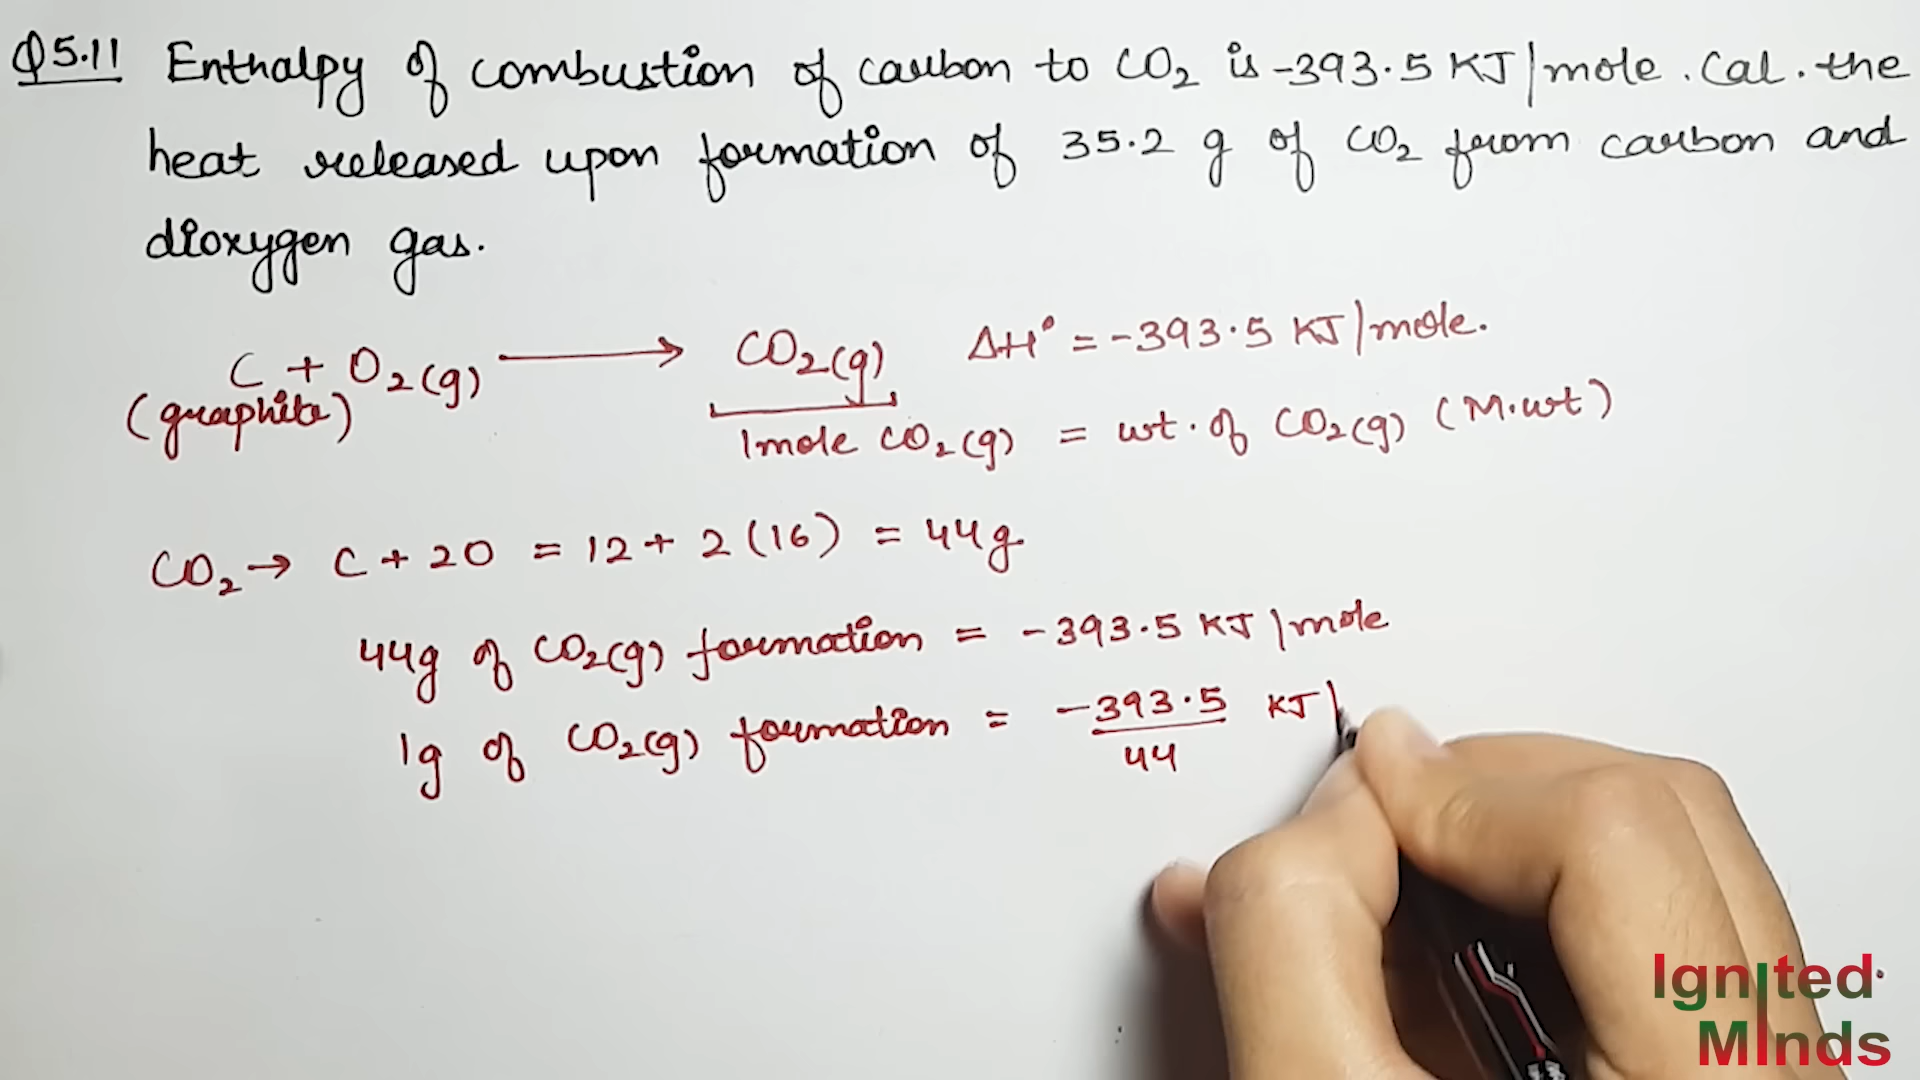 Q5.11 Enthalpy of combustion of carbon to CO₂ is -393.5 KJ/mole. Cal. the
heat released upon formation of 35.2 g of CO₂ from carbon and
dioxygen gas.
C + O₂(g) ⟶ CO₂(g) ΔH° = -393.5 KJ/mole.
(graphite)
1mole CO₂(g) = wt. of CO₂(g) (M.wt)
CO₂ → C + 2O = 12 + 2(16) = 44g
44g of CO₂(g) formation = -393.5 KJ/mole
1g of CO₂(g) formation = -393.5/44 KJ/
Ignited
Minds